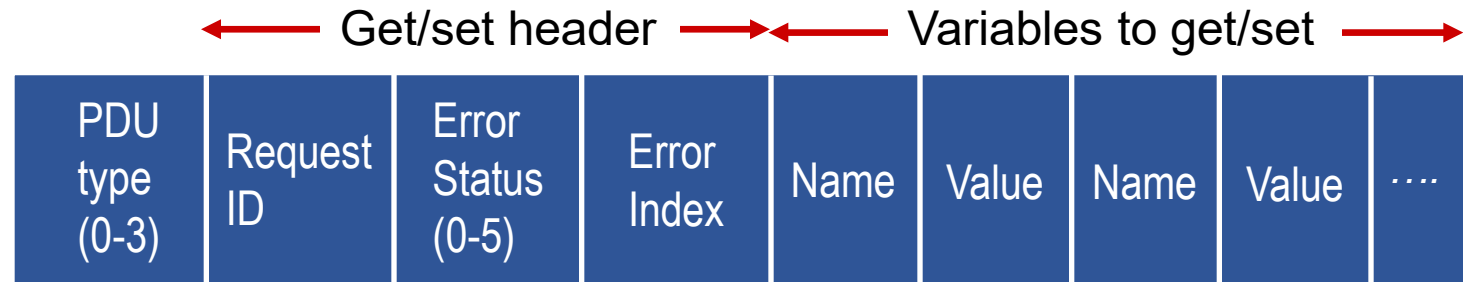 Get/set header
Variables to get/set
PDU
type
(0-3)
Request
ID
Error
Status
(0-5)
Error
Index
Name
Value
Name
Value
....